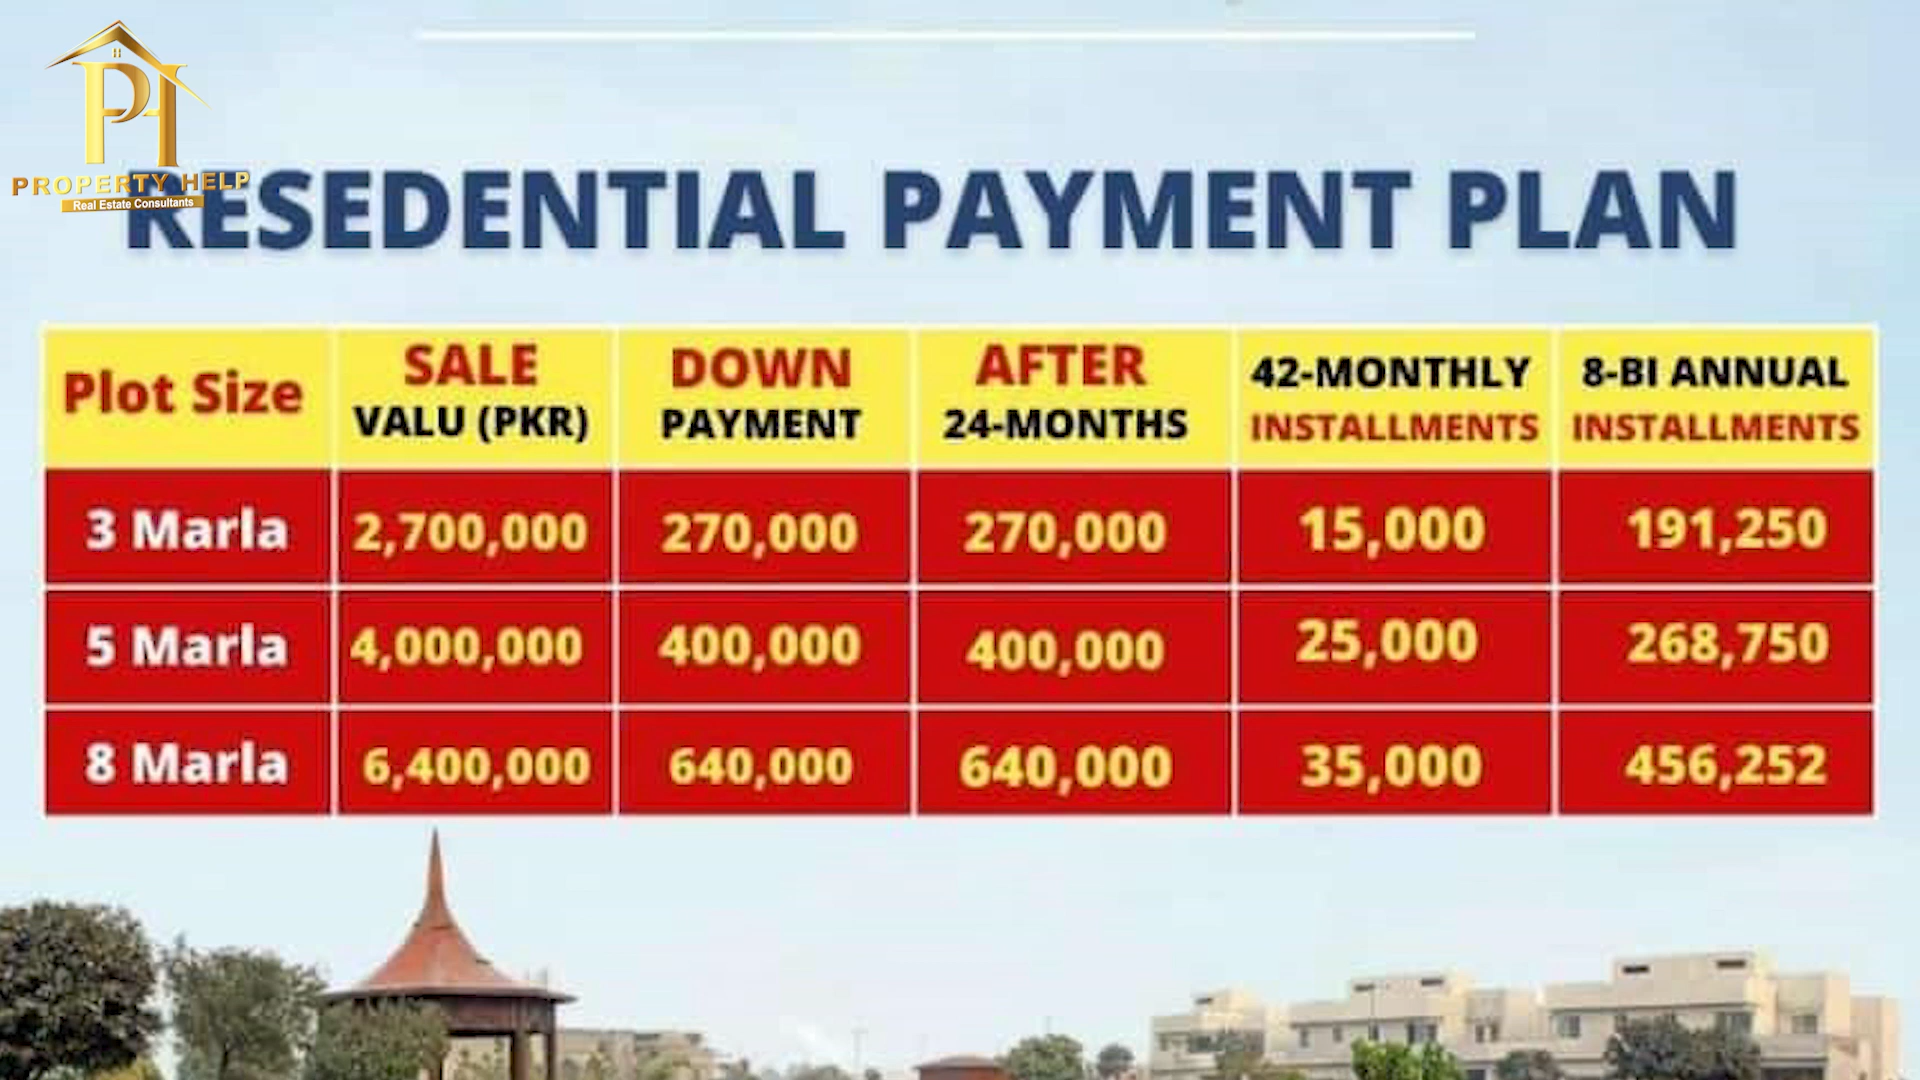 PH
PROPERTY HELP
Real Estate Consultants
RESEDENTIAL PAYMENT PLAN
Plot Size SALE VALU (PKR) DOWN PAYMENT AFTER 24-MONTHS 42-MONTHLY INSTALLMENTS 8-BI ANNUAL INSTALLMENTS
3 Marla 2,700,000 270,000 270,000 15,000 191,250
5 Marla 4,000,000 400,000 400,000 25,000 268,750
8 Marla 6,400,000 640,000 640,000 35,000 456,252